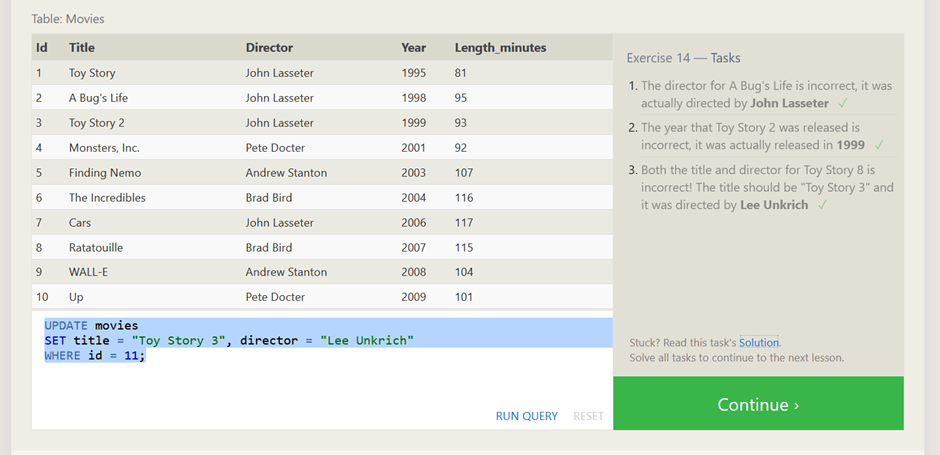 Table: Movies
Id Title Director Year Length_minutes
1 Toy Story John Lasseter 1995 81
2 A Bug's Life John Lasseter 1998 95
3 Toy Story 2 John Lasseter 1999 93
4 Monsters, Inc. Pete Docter 2001 92
5 Finding Nemo Andrew Stanton 2003 107
6 The Incredibles Brad Bird 2004 116
7 Cars John Lasseter 2006 117
8 Ratatouille Brad Bird 2007 115
9 WALL-E Andrew Stanton 2008 104
10 Up Pete Docter 2009 101
UPDATE movies
SET title = "Toy Story 3", director = "Lee Unkrich"
WHERE id = 11;
RUN QUERY RESET
Exercise 14 — Tasks
1. The director for A Bug's Life is incorrect, it was
actually directed by John Lasseter ✓
2. The year that Toy Story 2 was released is
incorrect, it was actually released in 1999 ✓
3. Both the title and director for Toy Story 8 is
incorrect! The title should be "Toy Story 3" and
it was directed by Lee Unkrich ✓
Stuck? Read this task's Solution.
Solve all tasks to continue to the next lesson.
Continue ›